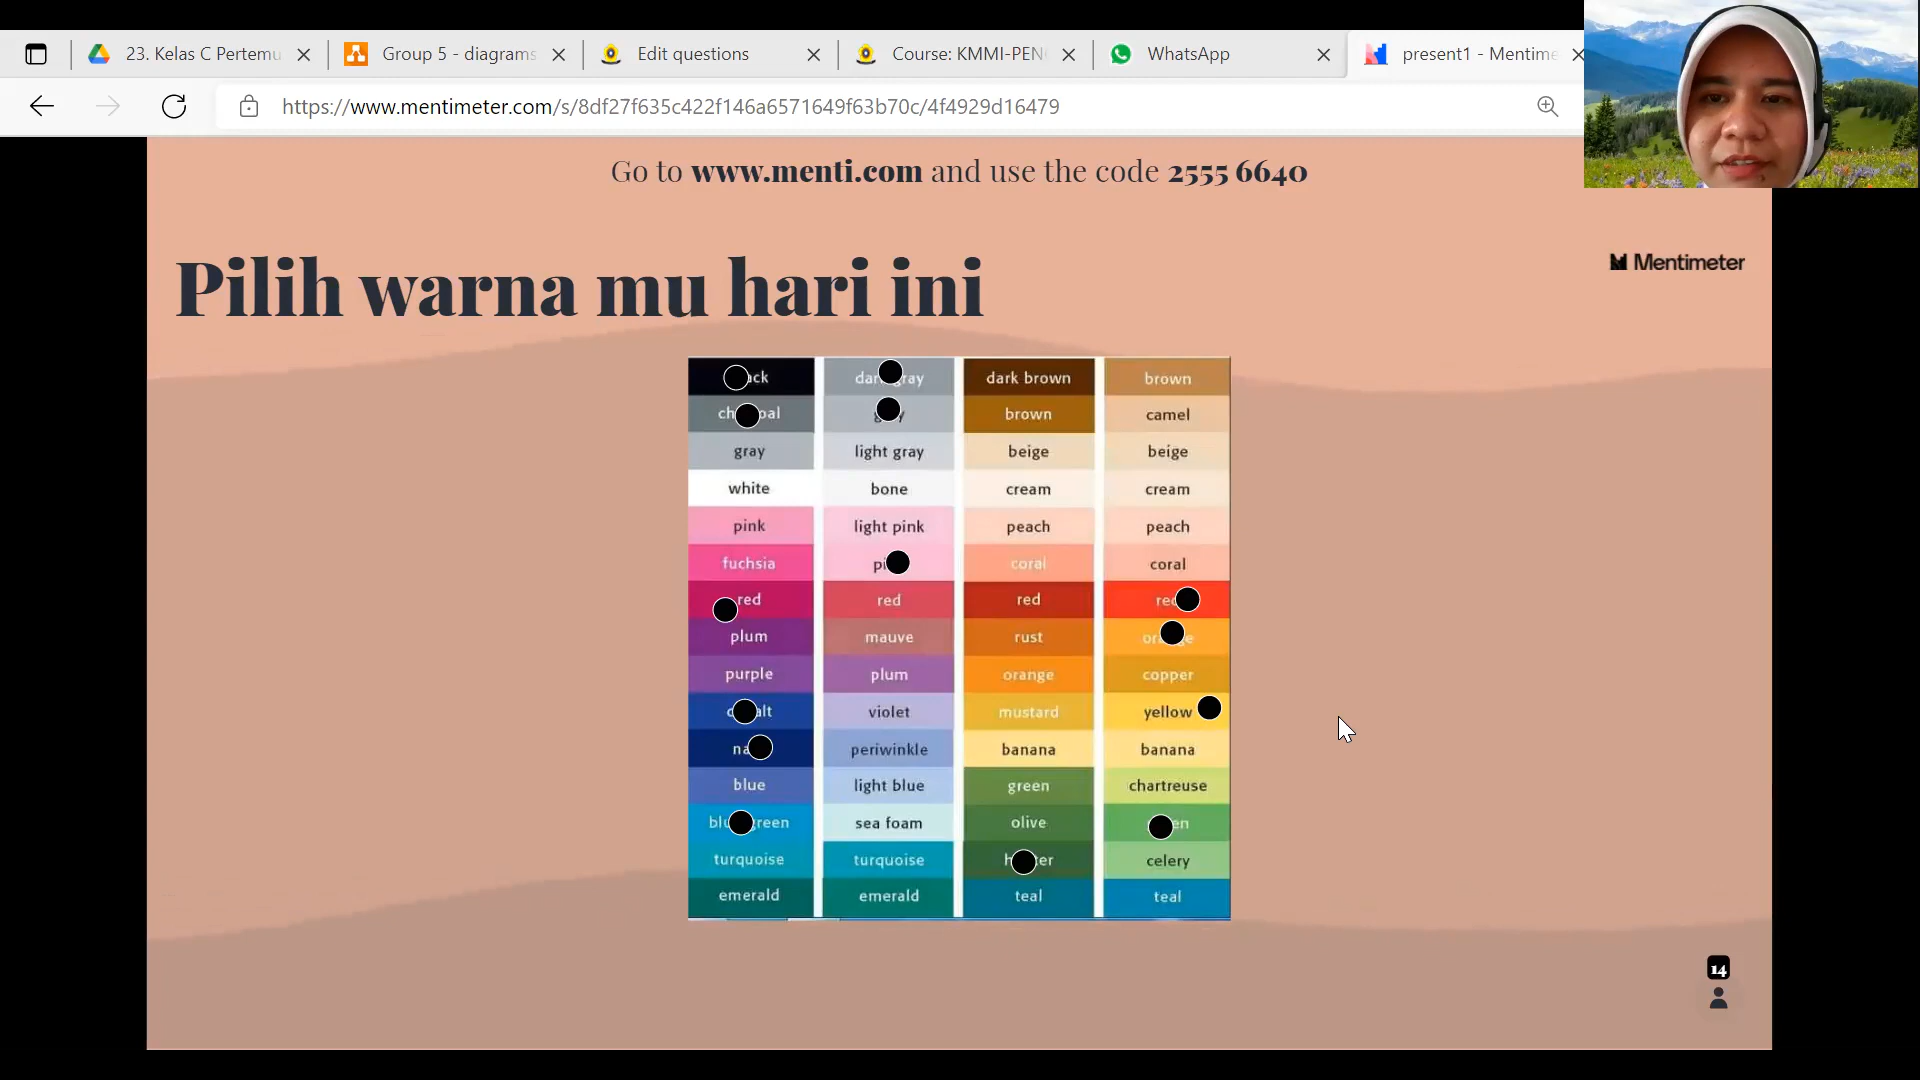 23. Kelas C Pertemu
Group 5 - diagrams
Edit questions
Course: KMMI-PEN
WhatsApp
present1 - Mentime
https://www.mentimeter.com/s/8df27f635c422f146a6571649f63b70c/4f4929d16479
Go to www.menti.com and use the code 2555 6640
Pilih warna mu hari ini
Mentimeter
dark brown brown
brown camel
gray light gray beige beige
white bone cream cream
pink light pink peach peach
fuchsia coral coral
red red red
plum mauve rust
purple plum orange copper
violet mustard yellow
periwinkle banana banana
blue light blue green chartreuse
sea foam olive
turquoise turquoise celery
emerald emerald teal teal
14